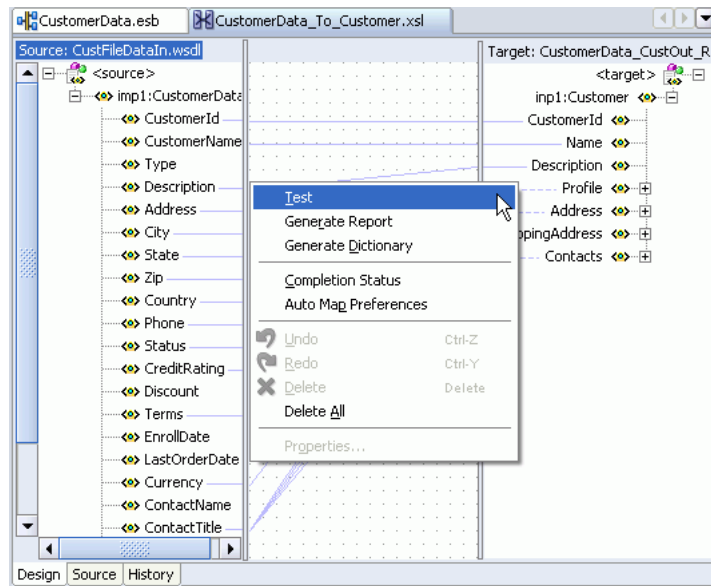 CustomerData.esb
CustomerData_To_Customer.xsl
Source: CustFileDataIn.wsdl
<source>
imp1:CustomerData
CustomerId
CustomerName
Type
Description
Address
City
State
Zip
Country
Phone
Status
CreditRating
Discount
Terms
EnrollDate
LastOrderDate
Currency
ContactName
ContactTitle
Test
Generate Report
Generate Dictionary
Completion Status
Auto Map Preferences
Undo Ctrl-Z
Redo Ctrl-Y
Delete Delete
Delete All
Properties...
Target: CustomerData_CustOut_R
<target>
inp1:Customer
CustomerId
Name
Description
Profile
Address
ppingAddress
Contacts
Design Source History